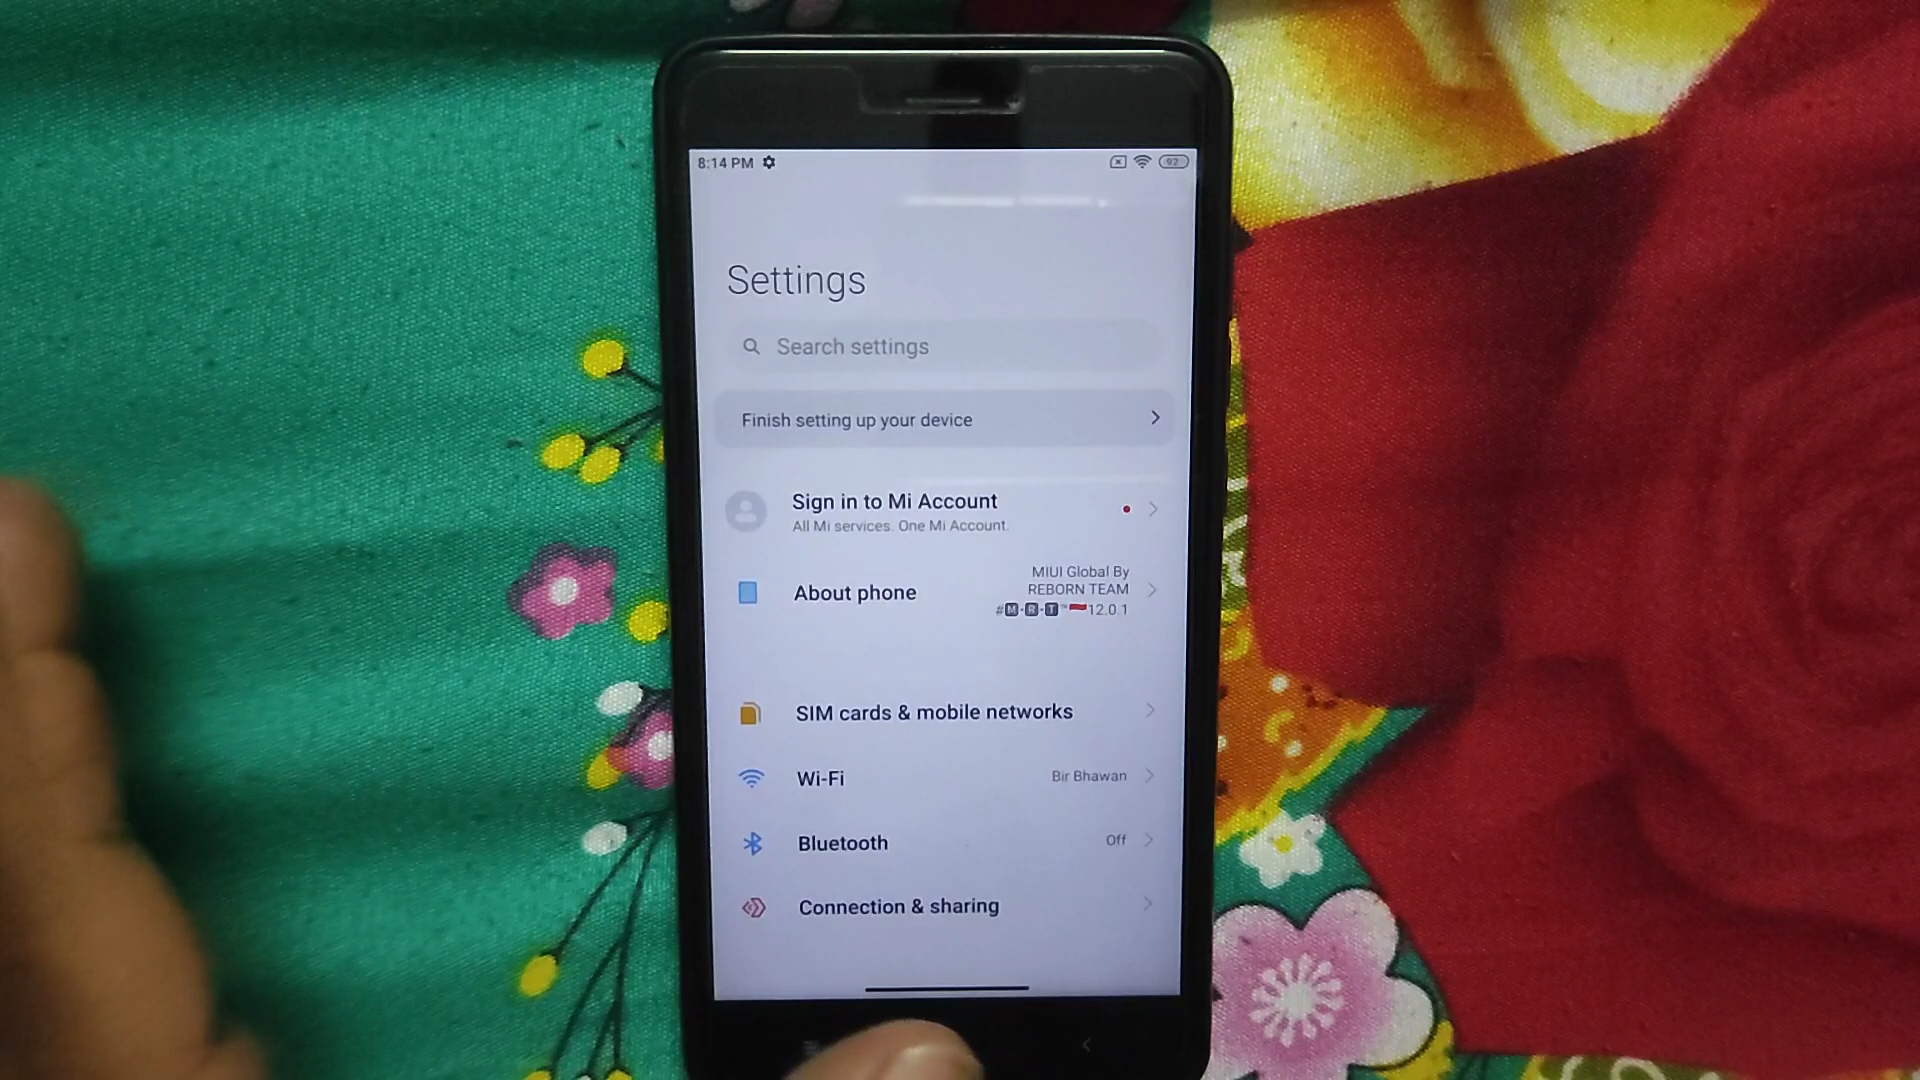 8:14 PM
92
Settings
Search settings
Finish setting up your device
Sign in to Mi Account
All Mi services. One Mi Account.
About phone
MIUI Global By
REBORN TEAM
#🅼-🆁-🆃™12.0.1
SIM cards & mobile networks
Wi-Fi
Bir Bhawan
Bluetooth
Off
Connection & sharing